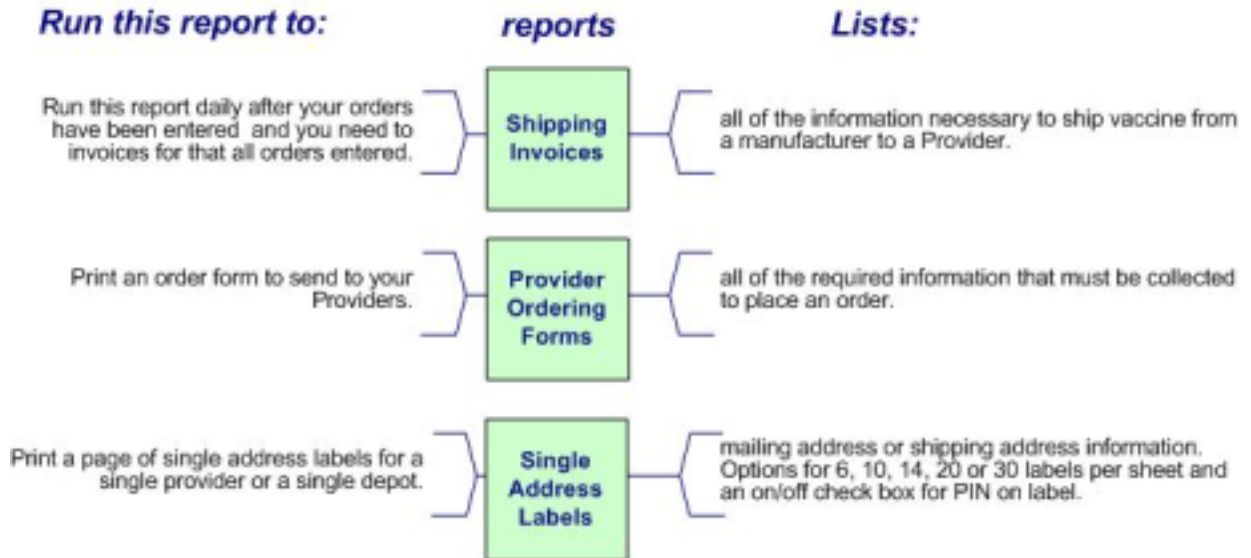 Run this report to:
reports
Lists:
Run this report daily after your orders
have been entered and you need to
invoices for that all orders entered.
Shipping
Invoices
all of the information necessary to ship vaccine from
a manufacturer to a Provider.
Print an order form to send to your
Providers.
Provider
Ordering
Forms
all of the required information that must be collected
to place an order.
Print a page of single address labels for a
single provider or a single depot.
Single
Address
Labels
mailing address or shipping address information.
Options for 6, 10, 14, 20 or 30 labels per sheet and
an on/off check box for PIN on label.